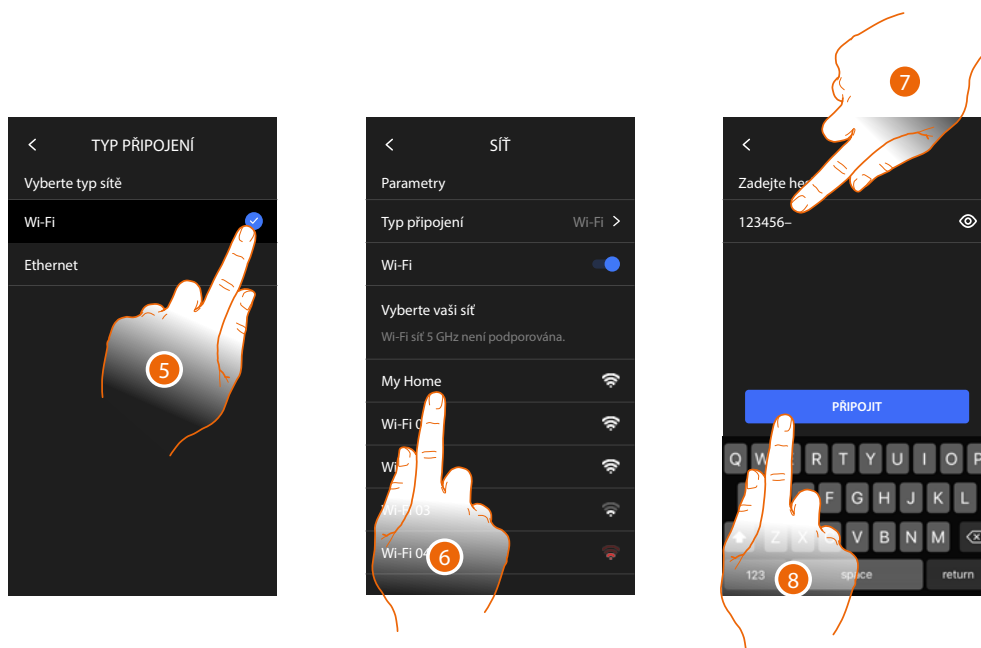 TYP PŘIPOJENÍ
Vyberte typ sítě
Wi-Fi
Ethernet
5
SÍŤ
Parametry
Typ připojení Wi-Fi >
Wi-Fi
Vyberte vaši síť
Wi-Fi síť 5 GHz není podporována.
My Home
Wi-Fi
Wi-Fi 03
Wi-Fi 04
6
7
Zadejte
123456–
PŘIPOJIT
Q W R T Y U I O P
F G H J K L
Z X V B N M
123 space return
8